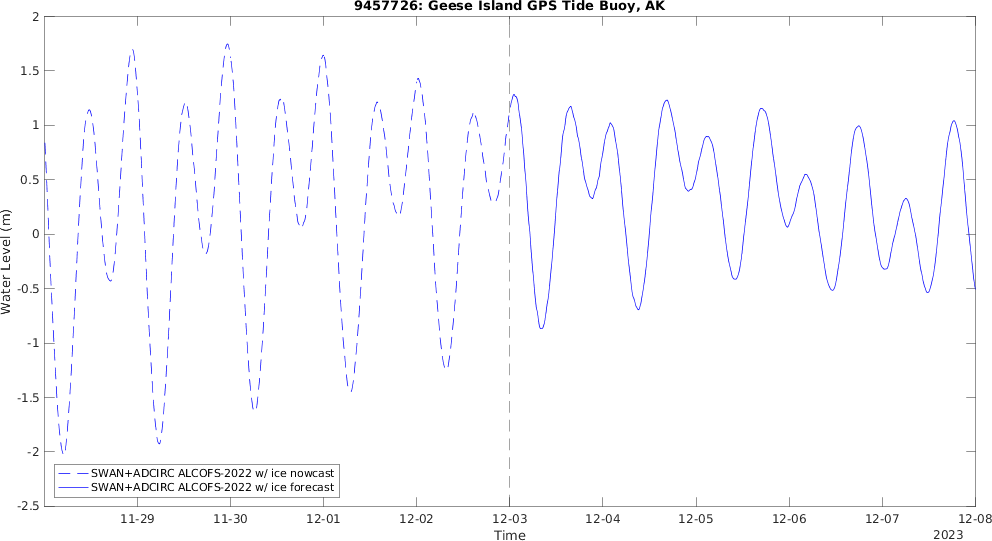 9457726: Geese Island GPS Tide Buoy, AK
2
1.5
1
0.5
0
-0.5
-1
-1.5
-2
-2.5
Water Level (m)
SWAN+ADCIRC ALCOFS-2022 w/ ice nowcast
SWAN+ADCIRC ALCOFS-2022 w/ ice forecast
11-29 11-30 12-01 12-02 12-03 12-04 12-05 12-06 12-07 12-08
Time
2023